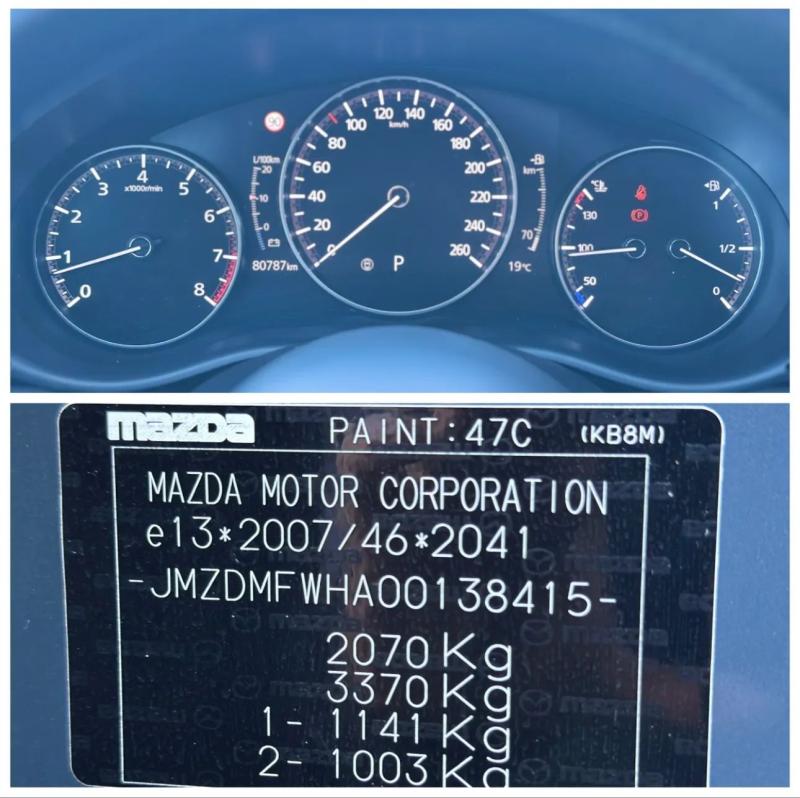 90
L/100km
20
10
0
80787km
0
1
2
3
4
5
6
7
8
x1000r/min
0
20
40
60
80
100
120
140
160
180
200
220
240
260
km/h
P
km
70
19°C
°C
130
100
50
P
1
1/2
0
mazda PAINT:47C (KB8M)
MAZDA MOTOR CORPORATION
e13*2007/46*2041
-JMZDMFWHA00138415-
2070Kg
3370Kg
1- 1141Kg
2- 1003Kg